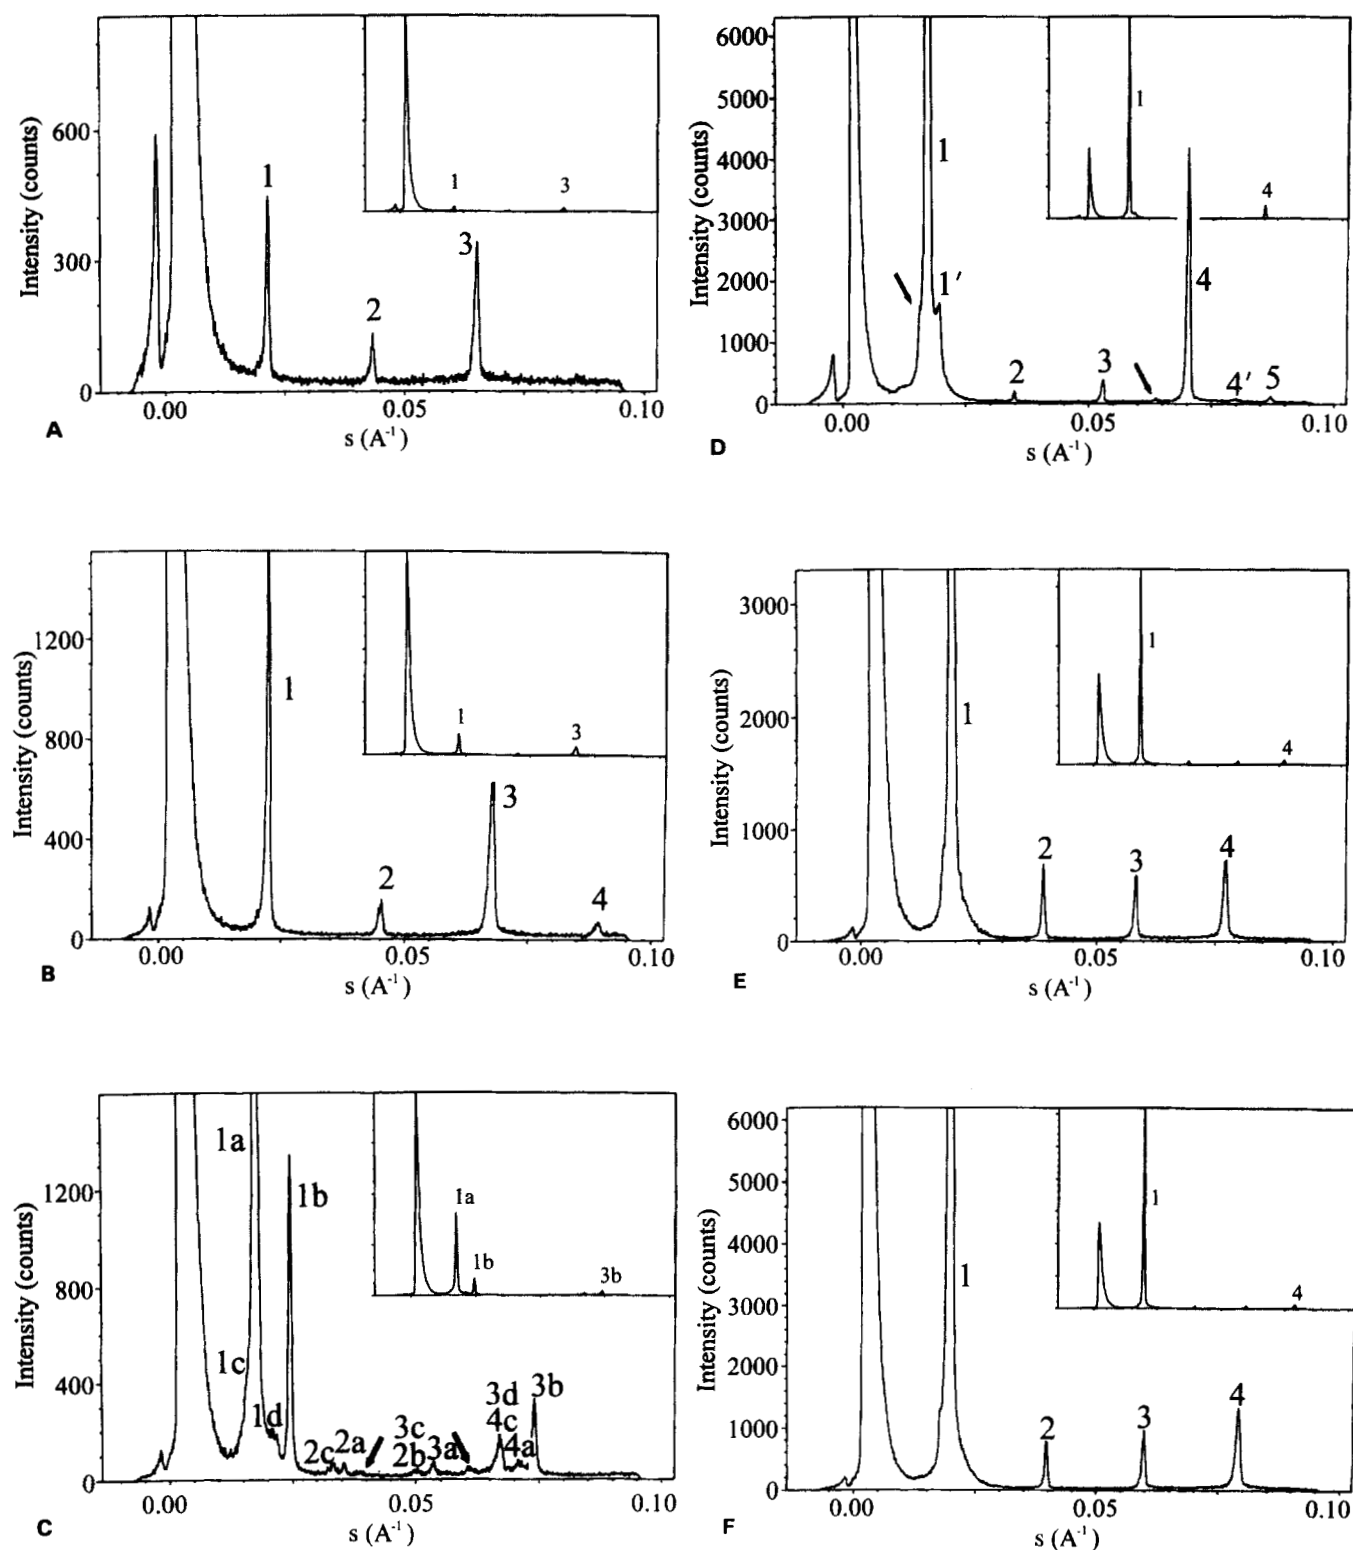 Intensity (counts)
600
300
0
1
2
3
1
3
0.00
0.05
0.10
s (A⁻¹)
A
Intensity (counts)
6000
5000
4000
3000
2000
1000
0
1
1′
2
3
4
4′
5
1
4
0.00
0.05
0.10
s (A⁻¹)
D
Intensity (counts)
1200
800
400
0
1
2
3
4
1
3
0.00
0.05
0.10
s (A⁻¹)
B
Intensity (counts)
3000
2000
1000
0
1
2
3
4
1
4
0.00
0.05
0.10
s (A⁻¹)
E
Intensity (counts)
1200
800
400
0
1a
1b
1c
1d
2c
2a
3c
2b
3a
3d
4c
4a
3b
1a
1b
3b
0.00
0.05
0.10
s (A⁻¹)
C
Intensity (counts)
6000
5000
4000
3000
2000
1000
0
1
2
3
4
1
4
0.00
0.05
0.10
s (A⁻¹)
F